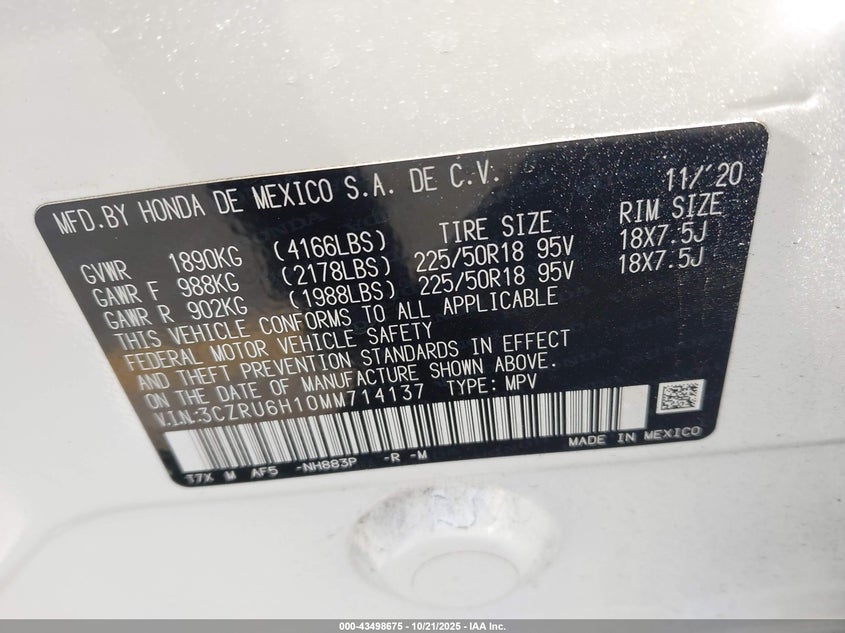 MFD.BY HONDA DE MEXICO S.A. DE C.V. 11/'20
TIRE SIZE RIM SIZE
GVWR 1890KG (4166LBS)
GAWR F 988KG (2178LBS) 225/50R18 95V 18X7.5J
GAWR R 902KG (1988LBS) 225/50R18 95V 18X7.5J
THIS VEHICLE CONFORMS TO ALL APPLICABLE
FEDERAL MOTOR VEHICLE SAFETY
AND THEFT PREVENTION STANDARDS IN EFFECT
ON THE DATE OF MANUFACTURE SHOWN ABOVE.
V.I.N:3CZRU6H10MM714137 TYPE: MPV
MADE IN MEXICO
37X M AF5 -NH883P -R -M
000-43498675 | 10/21/2025 | IAA Inc.